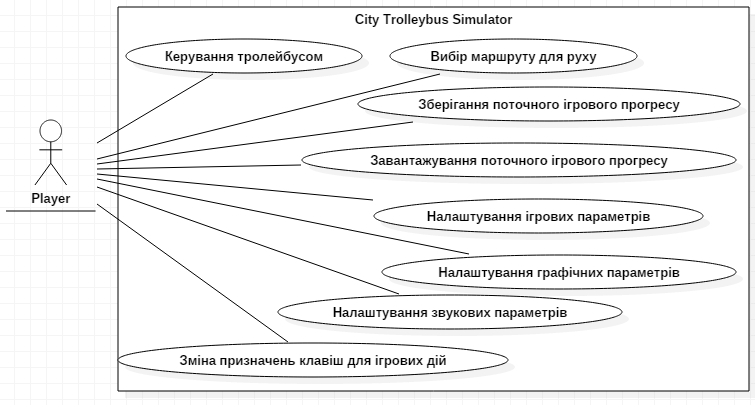 City Trolleybus Simulator
Керування тролейбусом
Вибір маршруту для руху
Зберігання поточного ігрового прогресу
Завантажування поточного ігрового прогресу
Player
Налаштування ігрових параметрів
Налаштування графічних параметрів
Налаштування звукових параметрів
Зміна призначень клавіш для ігрових дій